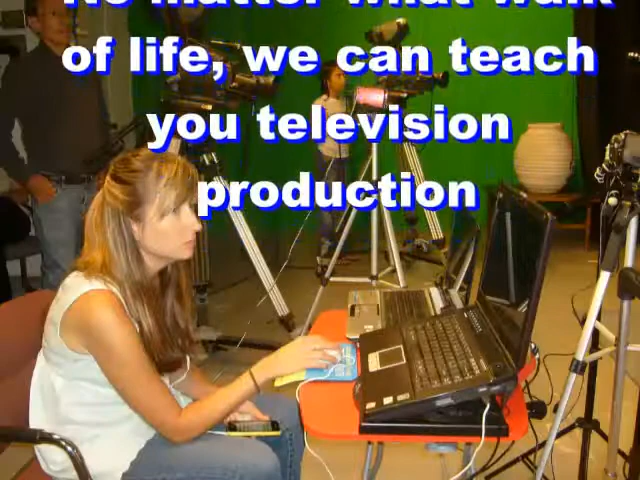 No matter what walk
of life, we can teach
you television
production